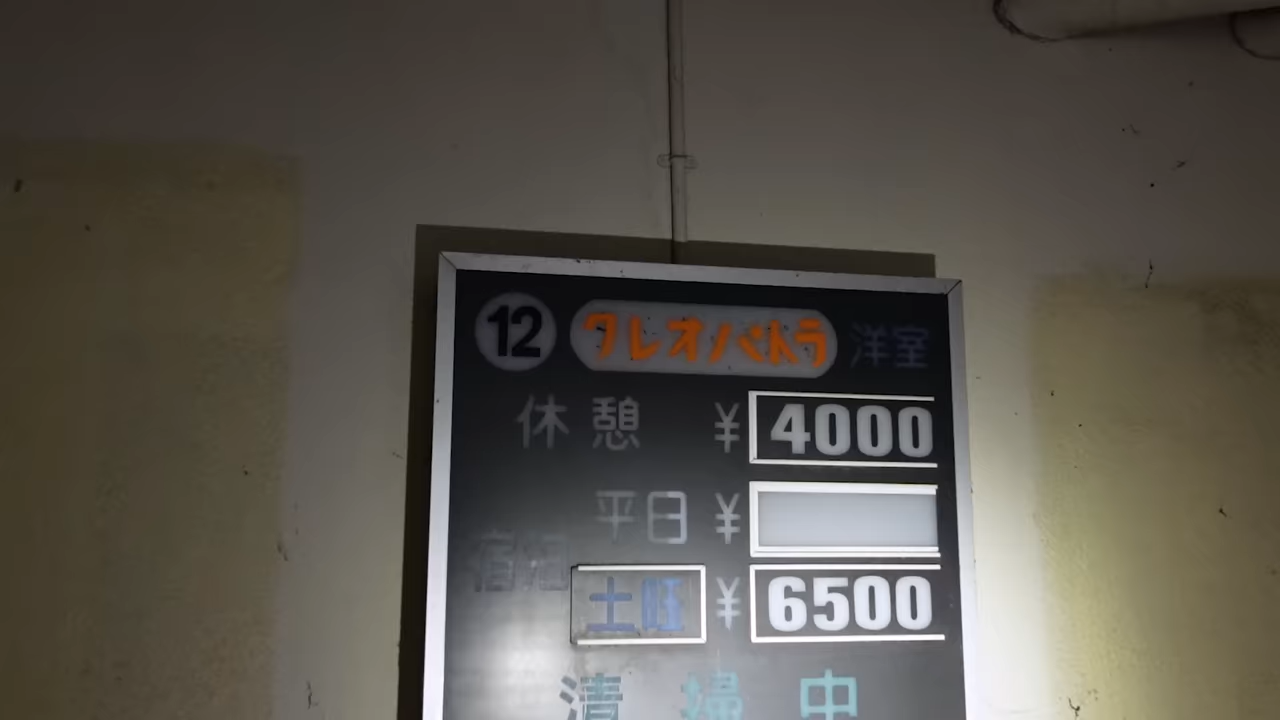 12 クレオパトラ 洋室
休憩 ¥ 4000
平日 ¥
宿泊
土曜 ¥ 6500
清掃中